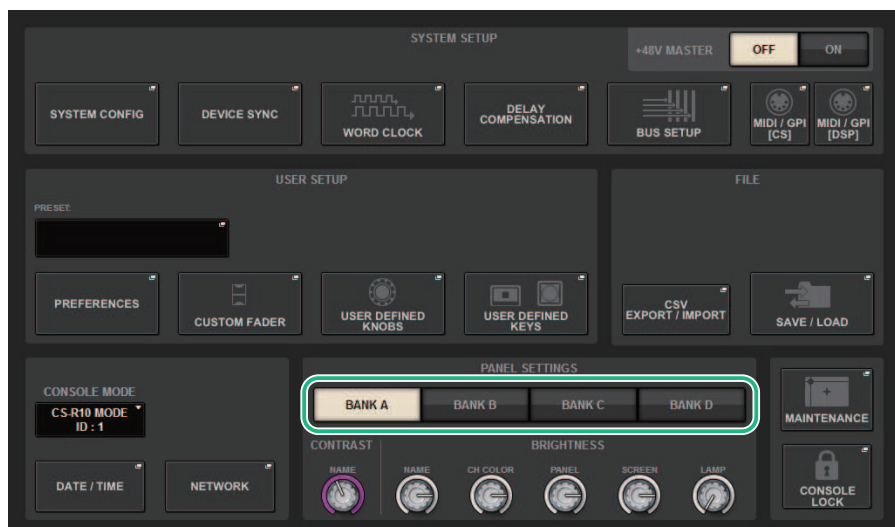 SYSTEM SETUP
+48V MASTER
OFF
ON
SYSTEM CONFIG
DEVICE SYNC
WORD CLOCK
DELAY
COMPENSATION
BUS SETUP
MIDI / GPI
[CS]
MIDI / GPI
[DSP]
USER SETUP
PRESET
PREFERENCES
CUSTOM FADER
USER DEFINED
KNOBS
USER DEFINED
KEYS
FILE
CSV
EXPORT / IMPORT
SAVE / LOAD
CONSOLE MODE
CS-R10 MODE
ID : 1
DATE / TIME
NETWORK
PANEL SETTINGS
BANK A
BANK B
BANK C
BANK D
CONTRAST
BRIGHTNESS
NAME
NAME
CH COLOR
PANEL
SCREEN
LAMP
MAINTENANCE
CONSOLE
LOCK